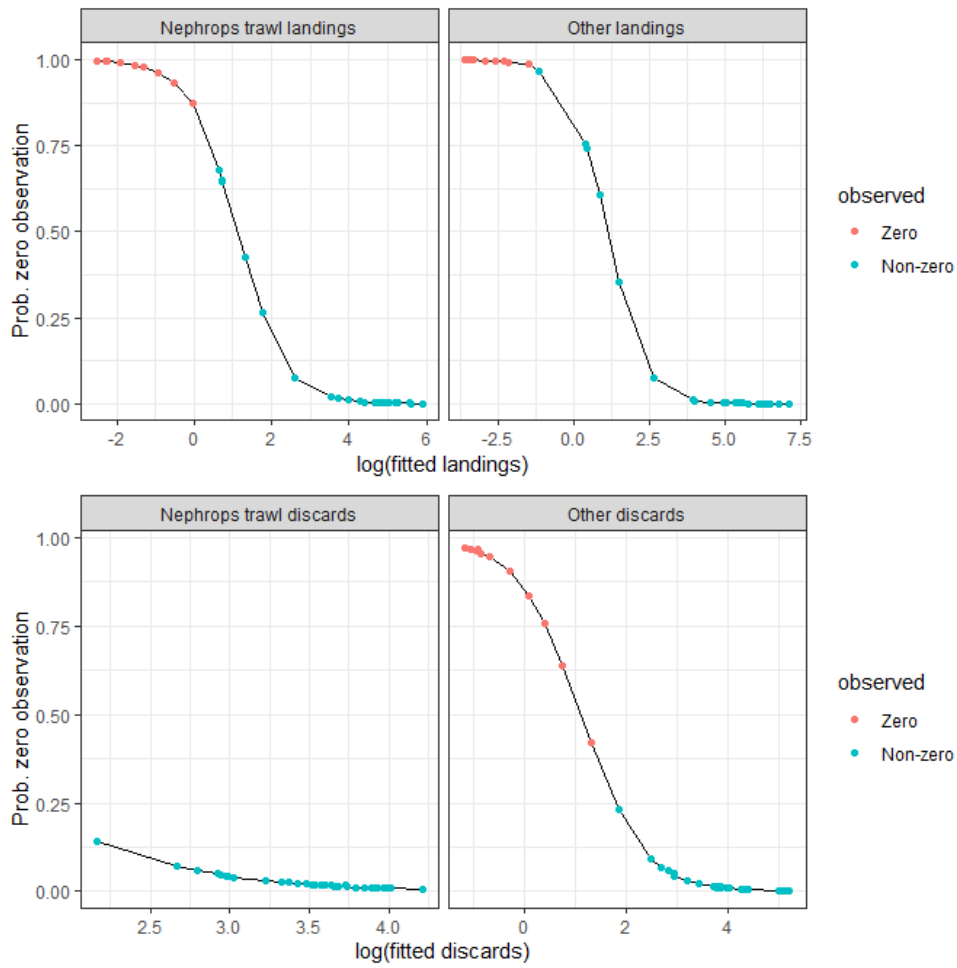 Nephrops trawl landings
Other landings
Prob. zero observation
1.00
0.75
0.50
0.25
0.00
-2
0
2
4
6
-2.5
0.0
2.5
5.0
7.5
log(fitted landings)
observed
Zero
Non-zero
Nephrops trawl discards
Other discards
Prob. zero observation
1.00
0.75
0.50
0.25
0.00
2.5
3.0
3.5
4.0
0
2
4
log(fitted discards)
observed
Zero
Non-zero